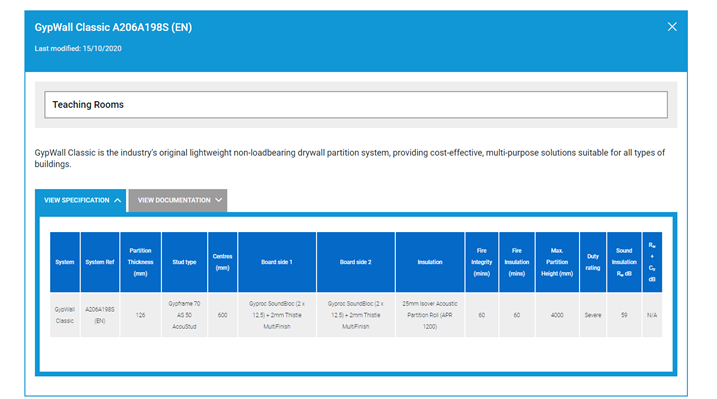 GypWall Classic A206A198S (EN)
Last modified: 15/10/2020
Teaching Rooms
GypWall Classic is the industry's original lightweight non-loadbearing drywall partition system, providing cost-effective, multi-purpose solutions suitable for all types of
buildings.
VIEW SPECIFICATION
VIEW DOCUMENTATION
System
System Ref
Partition
Thickness
(mm)
Stud type
Centres
(mm)
Board side 1
Board side 2
Insulation
Fire
Integrity
(mins)
Fire
Insulation
(mins)
Max.
Partition
Height (mm)
Duty
rating
Sound
Insulation
Rw dB
Rw
+
Ctr
dB
GypWall
Classic
A206A198S
(EN)
126
Gypframe 70
AS 50
AcouStud
600
Gyproc SoundBloc (2 x
12.5) + 2mm Thistle
MultiFinish
Gyproc SoundBloc (2 x
12.5) + 2mm Thistle
MultiFinish
25mm Isover Acoustic
Partition Roll (APR
1200)
60
60
4000
Severe
59
N/A